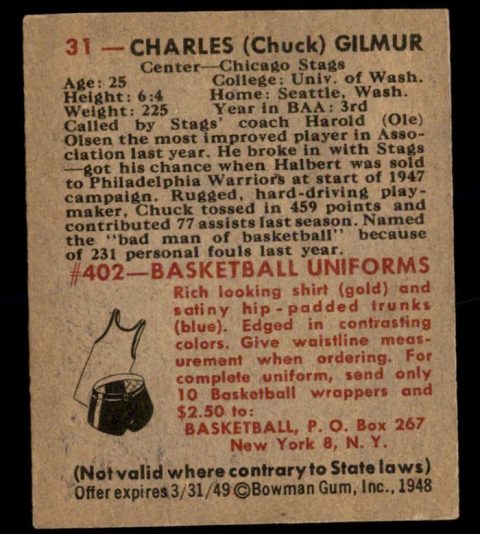 31 — CHARLES (Chuck) GILMUR
Center—Chicago Stags
Age: 25 College: Univ. of Wash.
Height: 6:4 Home: Seattle, Wash.
Weight: 225 Year in BAA: 3rd
Called by Stags' coach Harold (Ole)
Olsen the most improved player in Asso-
ciation last year. He broke in with Stags
—got his chance when Halbert was sold
to Philadelphia Warriors at start of 1947
campaign. Rugged, hard-driving play-
maker, Chuck tossed in 459 points and
contributed 77 assists last season. Named
the "bad man of basketball" because
of 231 personal fouls last year.
#402—BASKETBALL UNIFORMS
Rich looking shirt (gold) and
satiny hip-padded trunks
(blue). Edged in contrasting
colors. Give waistline meas-
urement when ordering. For
complete uniform, send only
10 Basketball wrappers and
$2.50 to:
BASKETBALL, P. O. Box 267
New York 8, N. Y.
(Not valid where contrary to State laws)
Offer expires 3/31/49 ©Bowman Gum, Inc., 1948